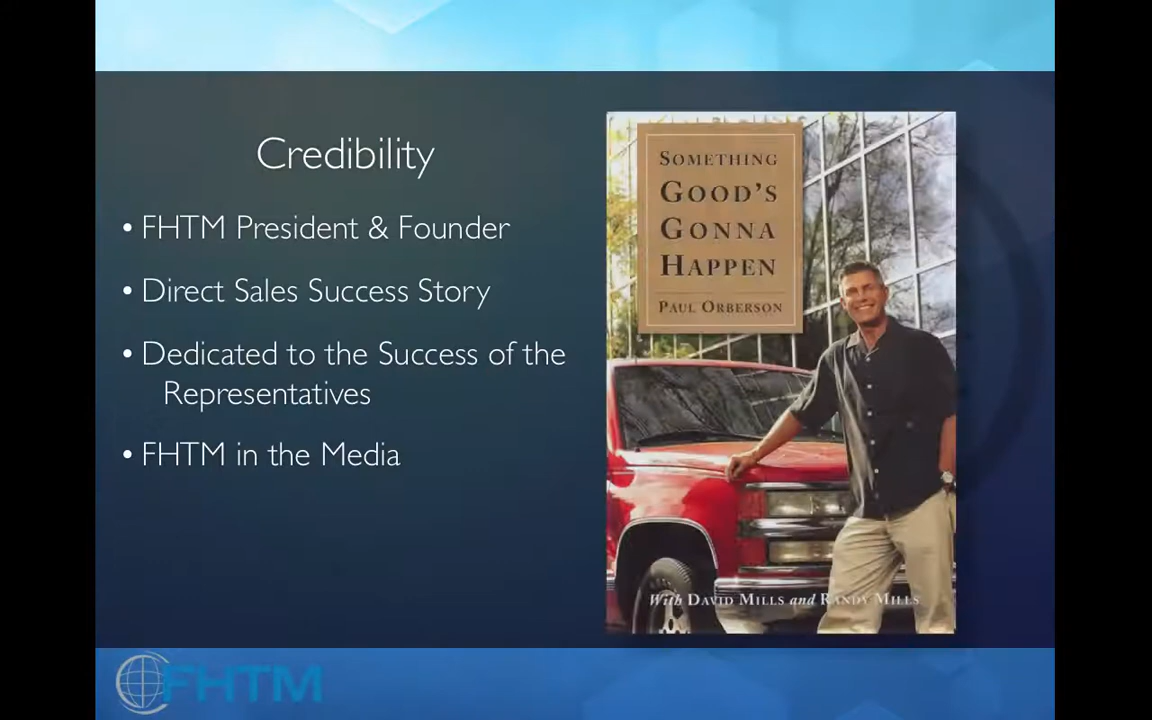 Credibility
• FHTM President & Founder
• Direct Sales Success Story
• Dedicated to the Success of the
Representatives
• FHTM in the Media
SOMETHING
GOOD'S
GONNA
HAPPEN
PAUL ORBERSON
With DAVID MILLS and RANDY MILLS
FHTM